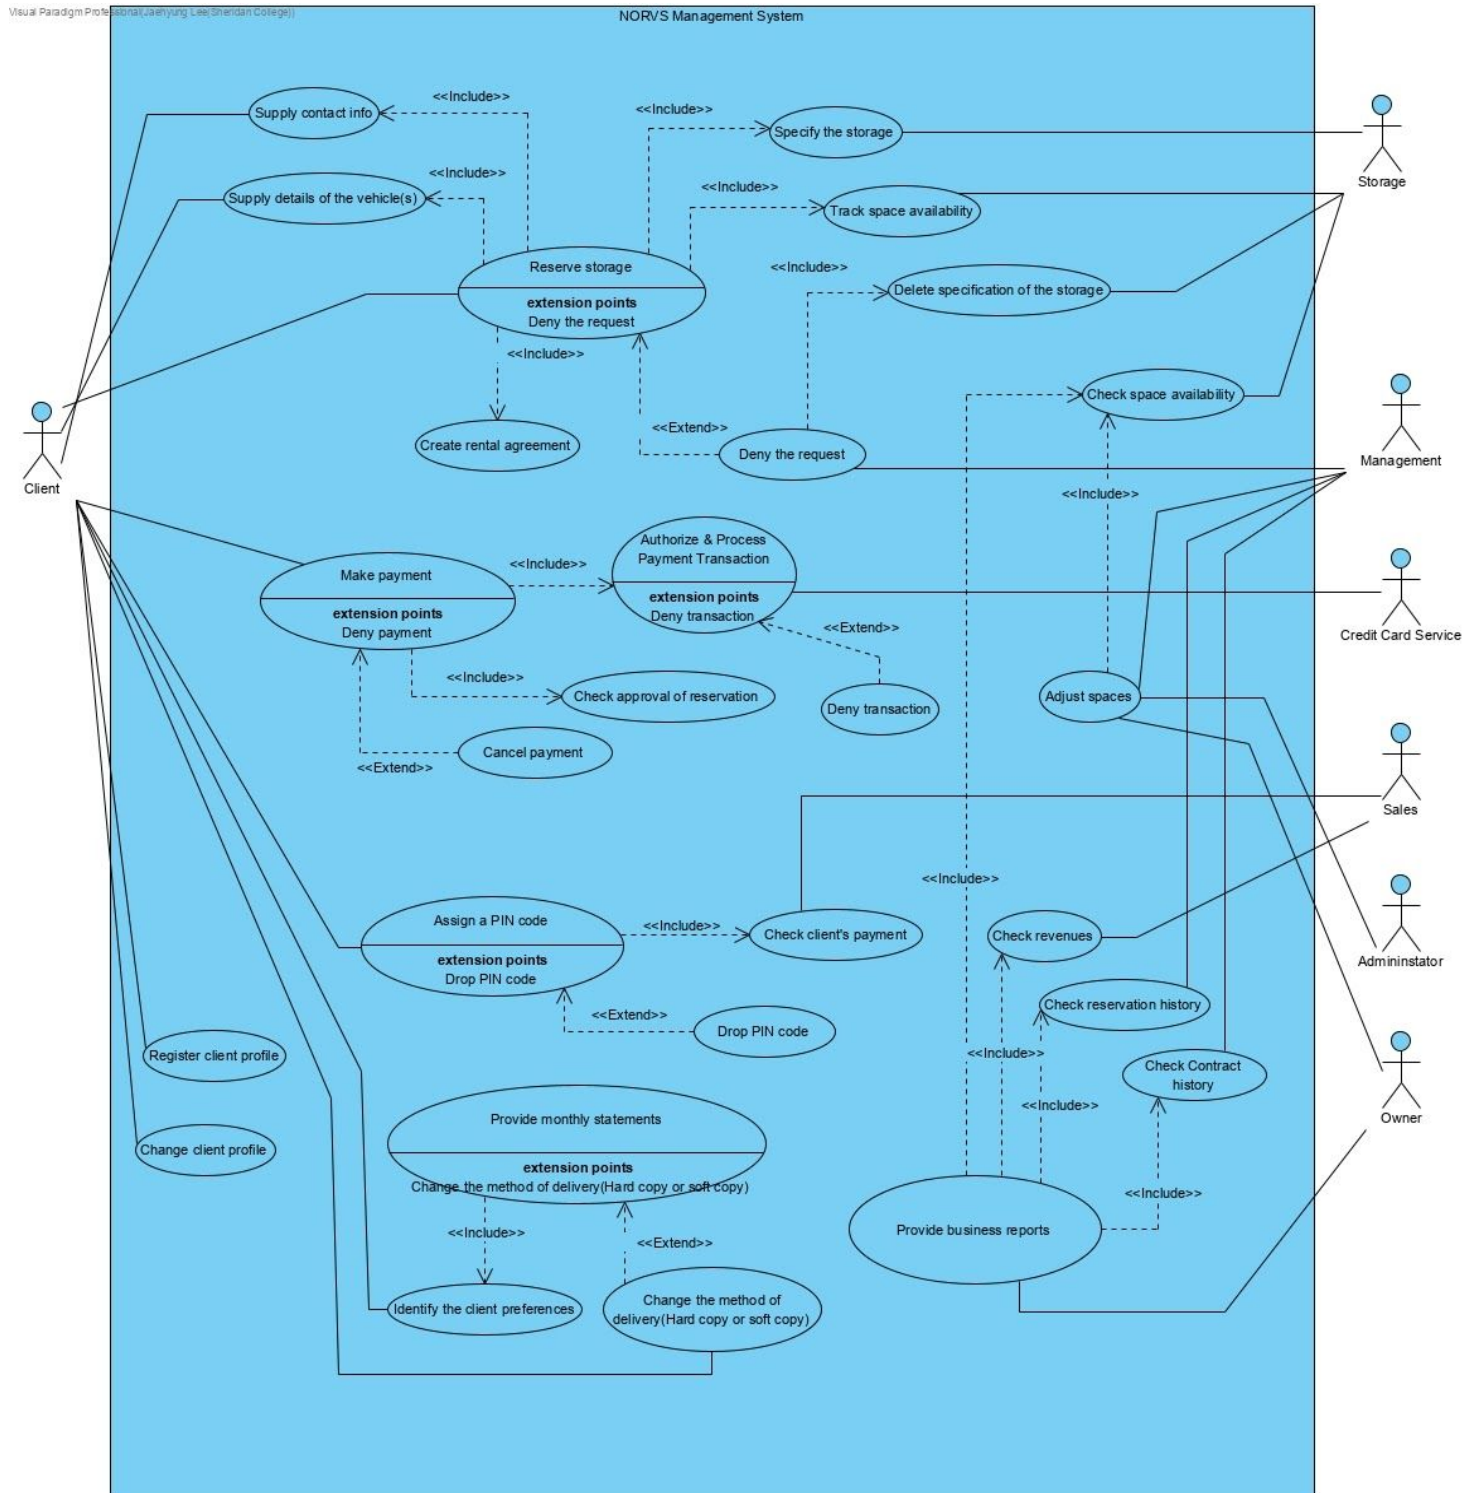 Visual Paradigm Professional(Jaehyung Lee(Sheridan College))
NORVS Management System
Supply contact info
<<Include>>
<<Include>>
Specify the storage
Storage
Supply details of the vehicle(s)
<<Include>>
<<Include>>
Track space availability
Reserve storage
extension points
Deny the request
<<Include>>
Delete specification of the storage
<<Include>>
Create rental agreement
<<Extend>>
Deny the request
Check space availability
Management
Client
<<Include>>
Make payment
extension points
Deny payment
<<Include>>
Authorize & Process
Payment Transaction
extension points
Deny transaction
<<Extend>>
Credit Card Service
<<Include>>
Check approval of reservation
Deny transaction
Adjust spaces
Cancel payment
<<Extend>>
Sales
<<Include>>
Assign a PIN code
extension points
Drop PIN code
<<Include>>
Check client's payment
Check revenues
Admininstator
<<Extend>>
Drop PIN code
Check reservation history
<<Include>>
Register client profile
Check Contract
history
<<Include>>
Owner
Change client profile
Provide monthly statements
extension points
Change the method of delivery(Hard copy or soft copy)
<<Include>>
<<Extend>>
<<Include>>
Provide business reports
Identify the client preferences
Change the method of
delivery(Hard copy or soft copy)